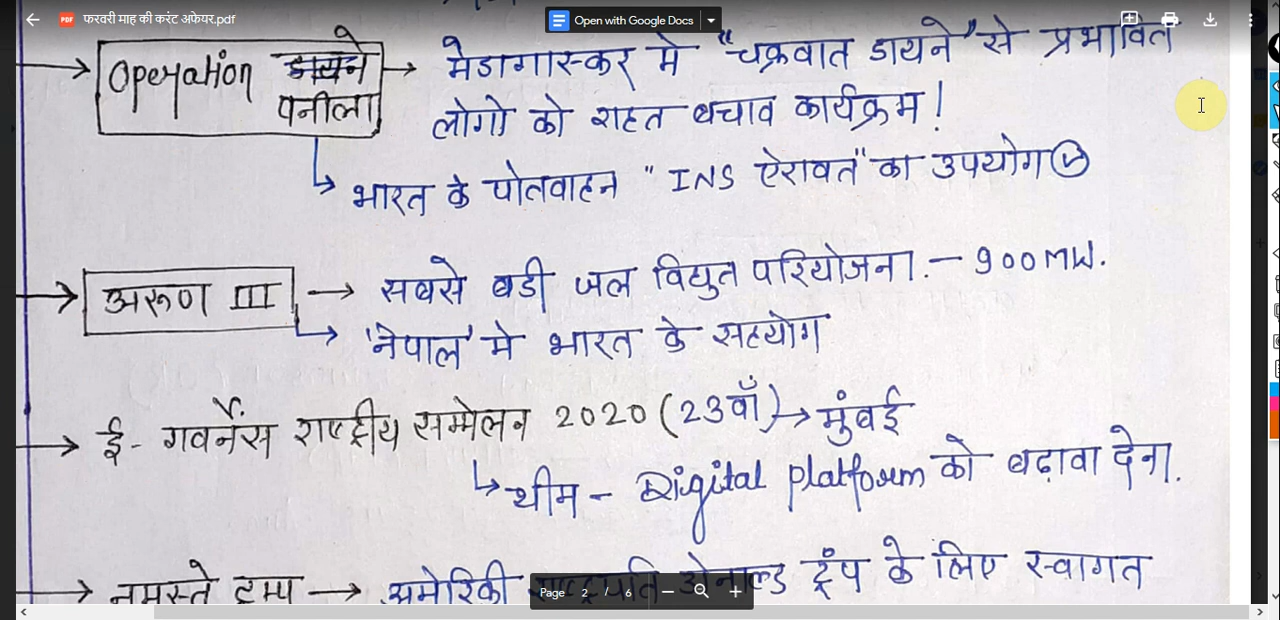 फरवरी माह की करंट अफेयर.pdf
Open with Google Docs
Operation डायने पनीला → मेडागास्कर मे "चक्रवात डायने" से प्रभावित
लोगो को राहत बचाव कार्यक्रम!
भारत के पोतवाहन "INS ऐरावत" का उपयोग
अरुण III → सबसे बडी जल विद्युत परियोजना. – 900 MW.
'नेपाल' मे भारत के सहयोग
→ ई- गवर्नेंस राष्ट्रीय सम्मेलन 2020 (23वाँ) → मुंबई
थीम – Digital platform को बढ़ावा देना.
→ नमस्ते ट्रम्प → अमेरिकी राष्ट्रपति डोनाल्ड ट्रंप के लिए स्वागत
Page 2 / 6